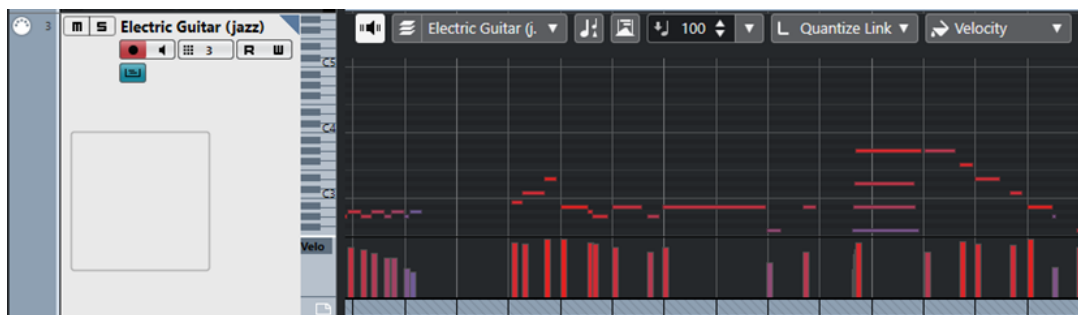 3 m S Electric Guitar (jazz) Electric Guitar (j. 100 L Quantize Link Velocity
3 R W
C5
C4
C3
Velo